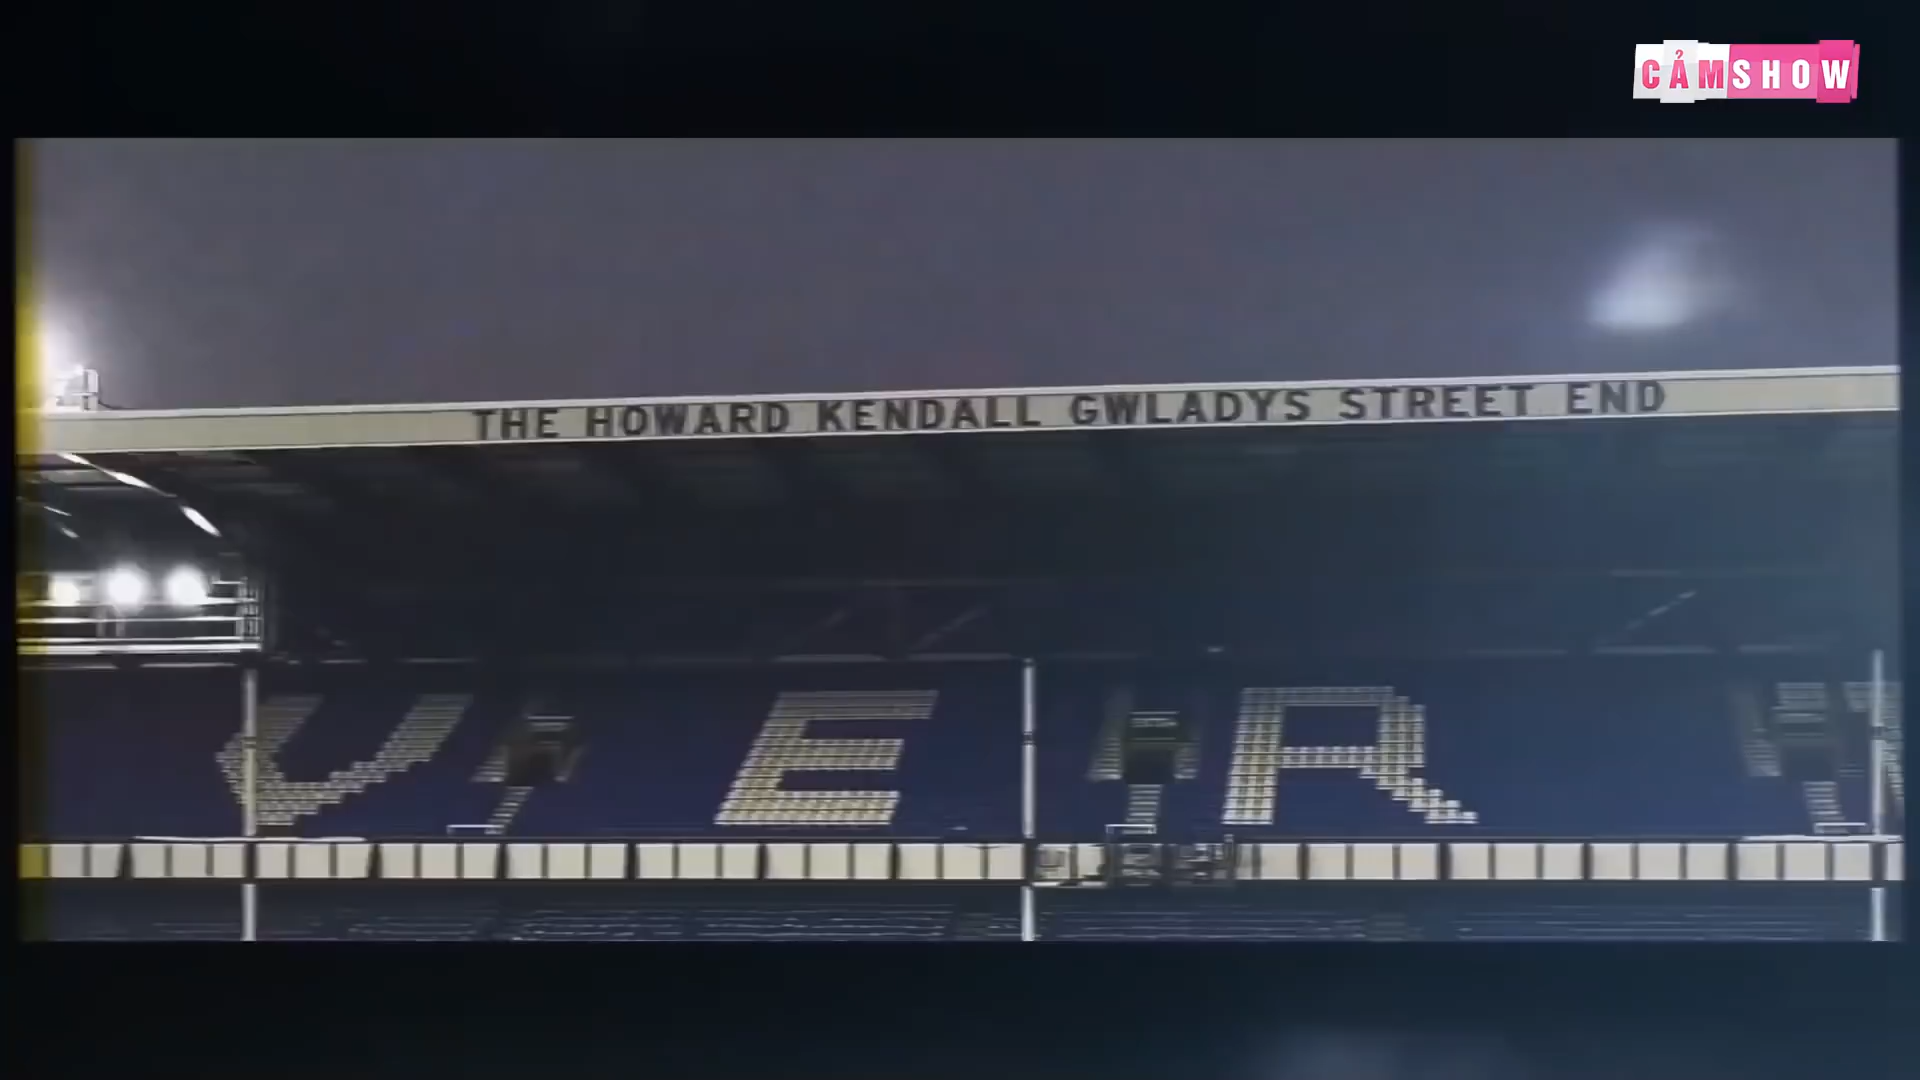 CẢMSHOW
THE HOWARD KENDALL GWLADYS STREET END
V E R